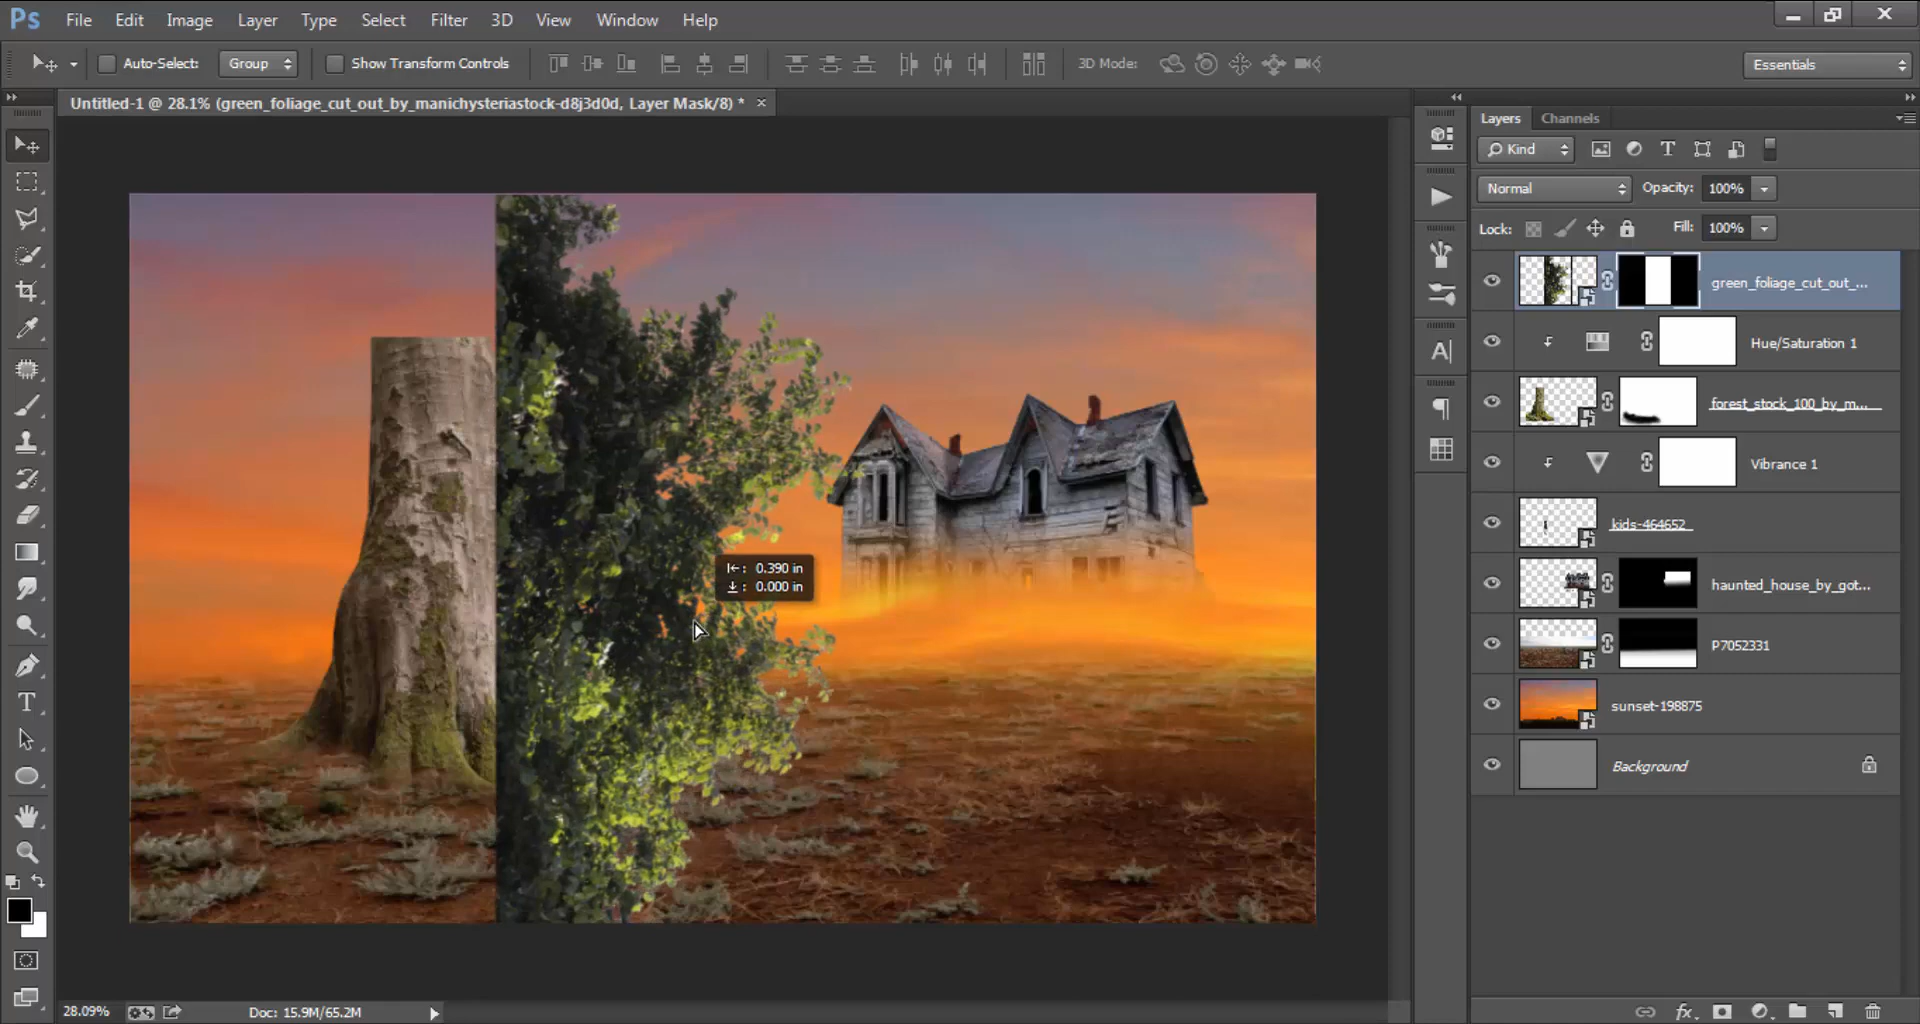 Ps File Edit Image Layer Type Select Filter 3D View Window Help
Auto-Select: Group Show Transform Controls 3D Mode: Essentials
Untitled-1 @ 28.1% (green_foliage_cut_out_by_manichysteriastock-d8j3d0d, Layer Mask/8) *
Layers Channels
Kind
Normal Opacity: 100%
Lock: Fill: 100%
green_foliage_cut_out_...
Hue/Saturation 1
forest_stock_100_by_m...
Vibrance 1
kids-464652
haunted_house_by_got...
P7052331
sunset-198875
Background
0.390 in
0.000 in
28.09% Doc: 15.9M/65.2M